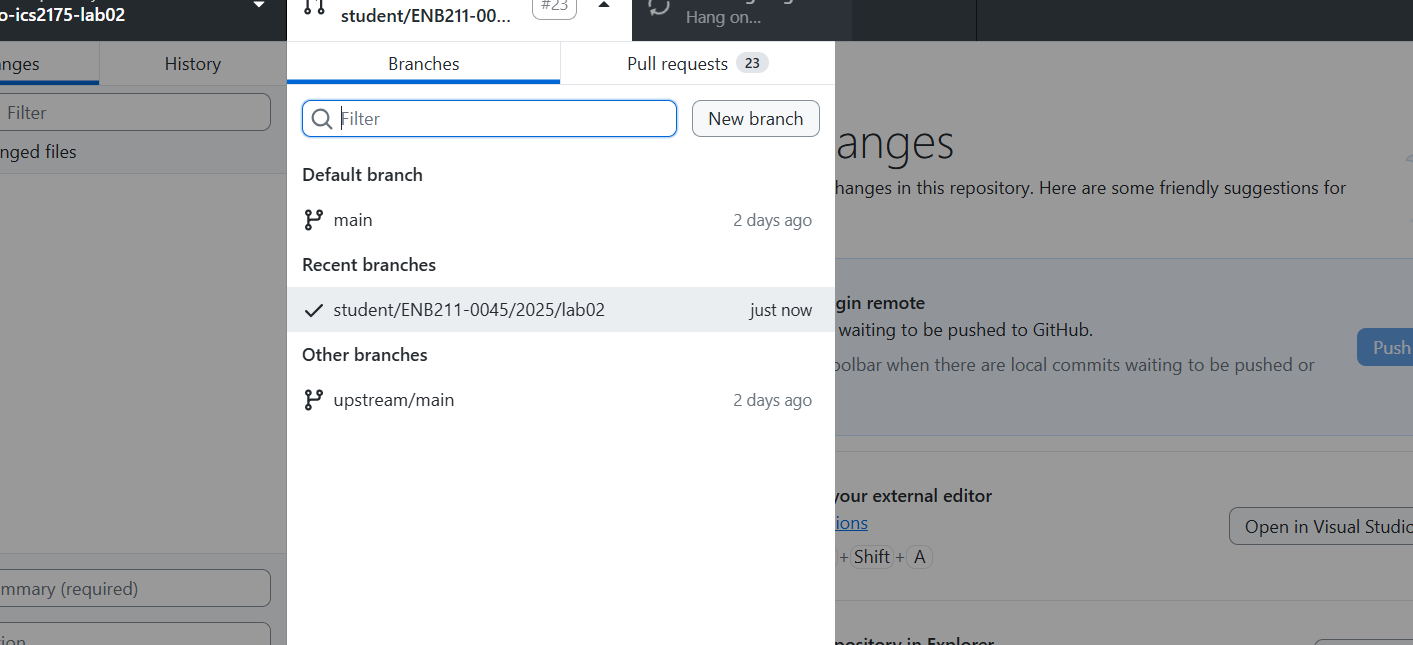 o-ics2175-lab02
student/ENB211-00...
#23
Hang on...
nges
History
Filter
nged files
mmary (required)
Branches
Pull requests 23
Filter
New branch
Default branch
main 2 days ago
Recent branches
student/ENB211-0045/2025/lab02 just now
Other branches
upstream/main 2 days ago
anges
hanges in this repository. Here are some friendly suggestions for
gin remote
waiting to be pushed to GitHub.
oolbar when there are local commits waiting to be pushed or
Push
your external editor
ions
+ Shift + A
Open in Visual Studio